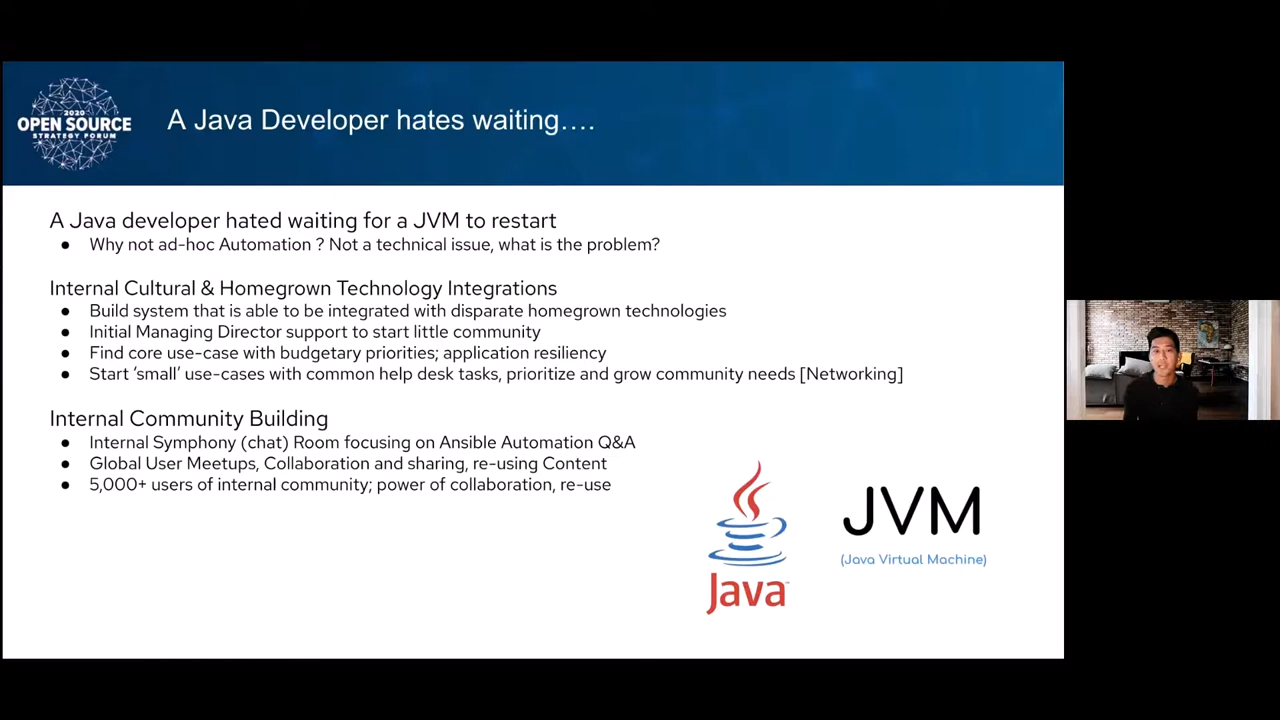 2020
OPEN SOURCE
STRATEGY FORUM
A Java Developer hates waiting....
A Java developer hated waiting for a JVM to restart
● Why not ad-hoc Automation ? Not a technical issue, what is the problem?
Internal Cultural & Homegrown Technology Integrations
● Build system that is able to be integrated with disparate homegrown technologies
● Initial Managing Director support to start little community
● Find core use-case with budgetary priorities; application resiliency
● Start ‘small’ use-cases with common help desk tasks, prioritize and grow community needs [Networking]
Internal Community Building
● Internal Symphony (chat) Room focusing on Ansible Automation Q&A
● Global User Meetups, Collaboration and sharing, re-using Content
● 5,000+ users of internal community; power of collaboration, re-use
Java™
JVM
(Java Virtual Machine)